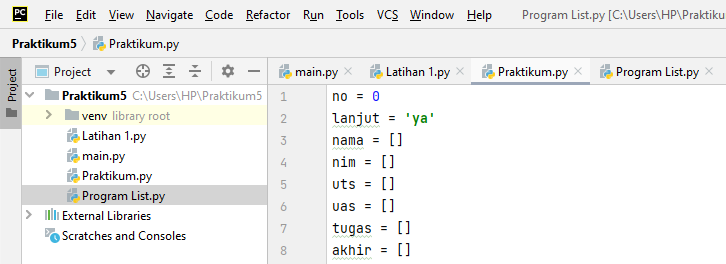 PC File Edit View Navigate Code Refactor Run Tools VCS Window Help Program List.py [C:\Users\HP\Praktiku
Praktikum5 Praktikum.py
Project
Project
main.py Latihan 1.py Praktikum.py Program List.py
Praktikum5 C:\Users\HP\Praktikum5
venv library root
Latihan 1.py
main.py
Praktikum.py
Program List.py
External Libraries
Scratches and Consoles
1 no = 0
2 lanjut = 'ya'
3 nama = []
4 nim = []
5 uts = []
6 uas = []
7 tugas = []
8 akhir = []